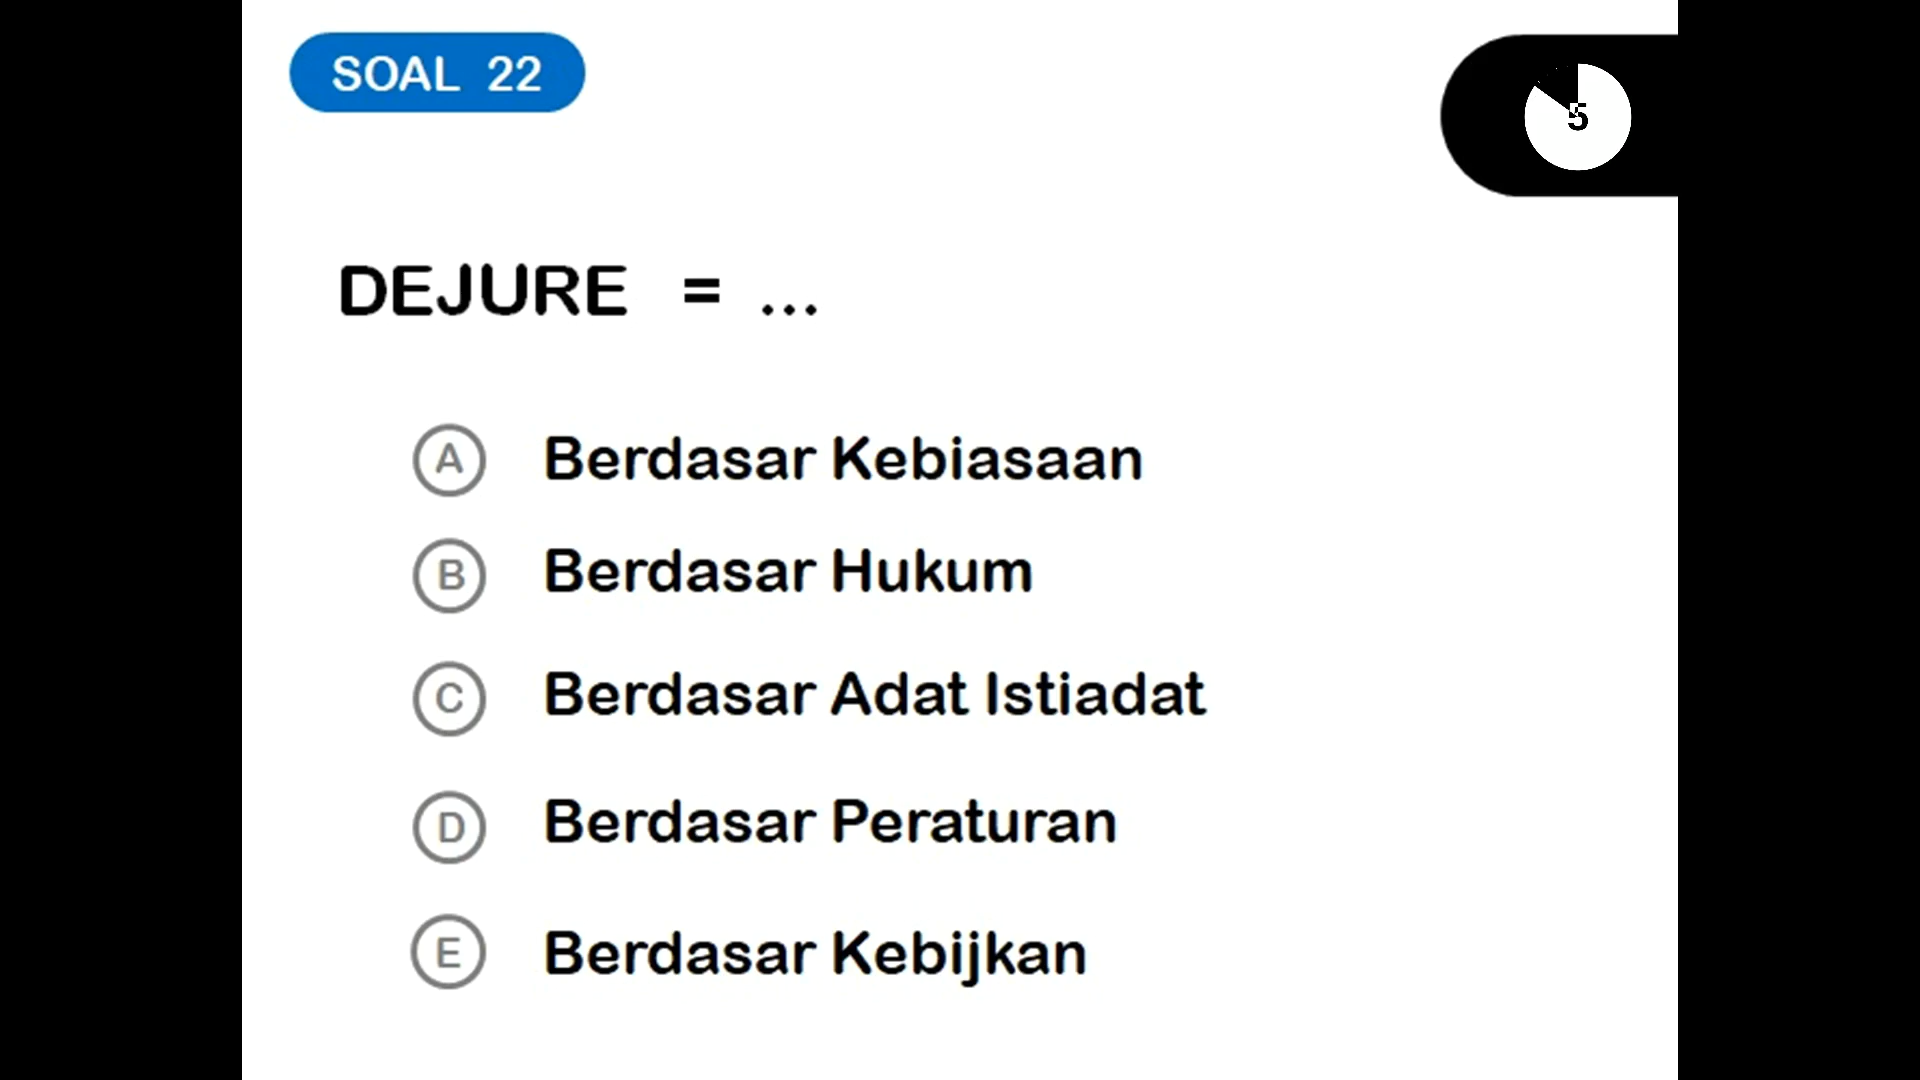 SOAL 22
5
DEJURE = ...
A Berdasar Kebiasaan
B Berdasar Hukum
C Berdasar Adat Istiadat
D Berdasar Peraturan
E Berdasar Kebijkan